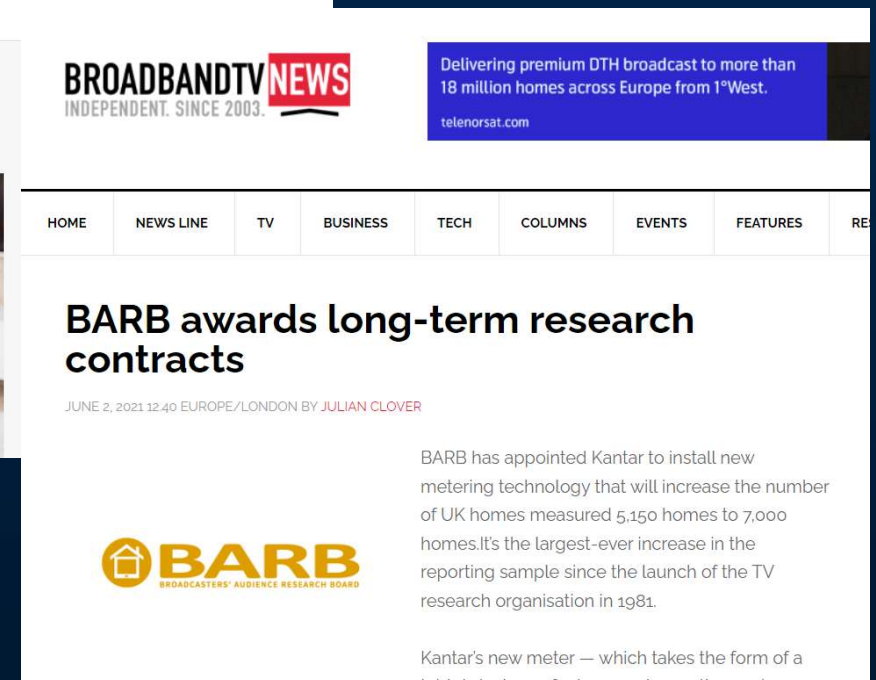 BROADBANDTVNEWS
INDEPENDENT. SINCE 2003.
Delivering premium DTH broadcast to more than
18 million homes across Europe from 1°West.
telenorsat.com
HOME NEWS LINE TV BUSINESS TECH COLUMNS EVENTS FEATURES
BARB awards long-term research
contracts
JUNE 2, 2021 12.40 EUROPE/LONDON BY JULIAN CLOVER
BARB
BROADCASTERS' AUDIENCE RESEARCH BOARD
BARB has appointed Kantar to install new
metering technology that will increase the number
of UK homes measured 5,150 homes to 7,000
homes.It's the largest-ever increase in the
reporting sample since the launch of the TV
research organisation in 1981.
Kantar's new meter — which takes the form of a